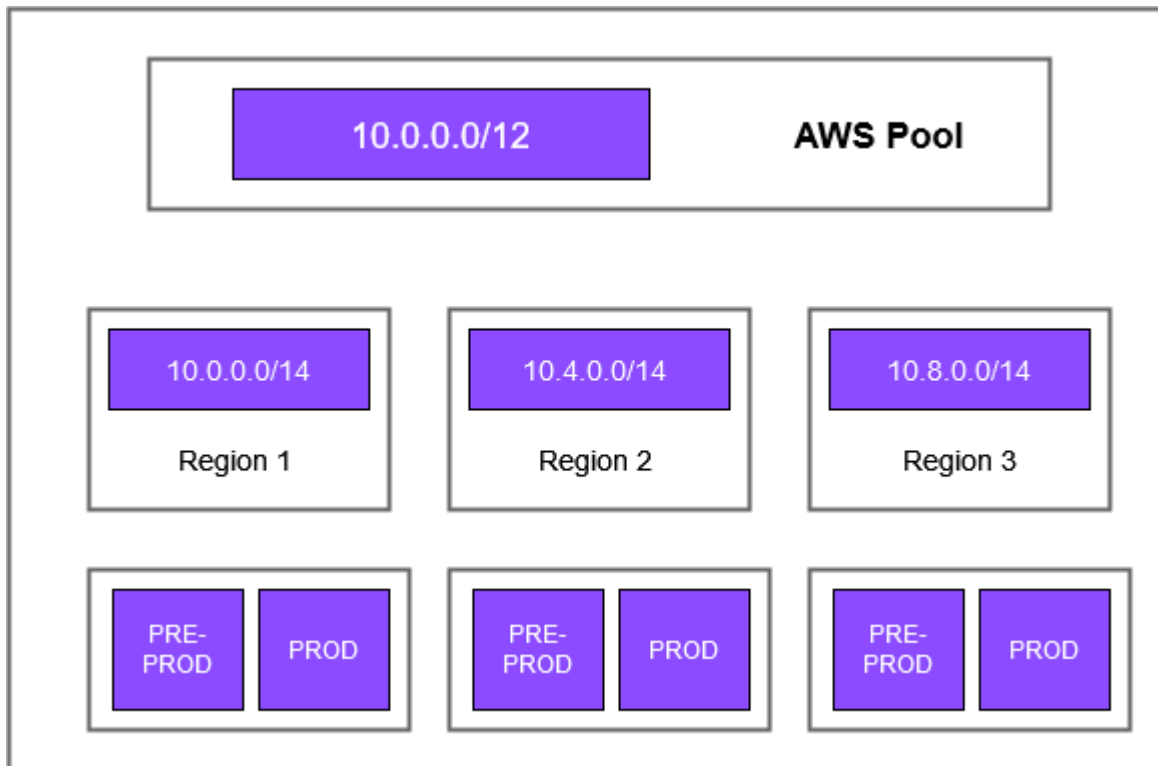 10.0.0.0/12
AWS Pool
10.0.0.0/14
Region 1
10.4.0.0/14
Region 2
10.8.0.0/14
Region 3
PRE-
PROD
PROD
PRE-
PROD
PROD
PRE-
PROD
PROD